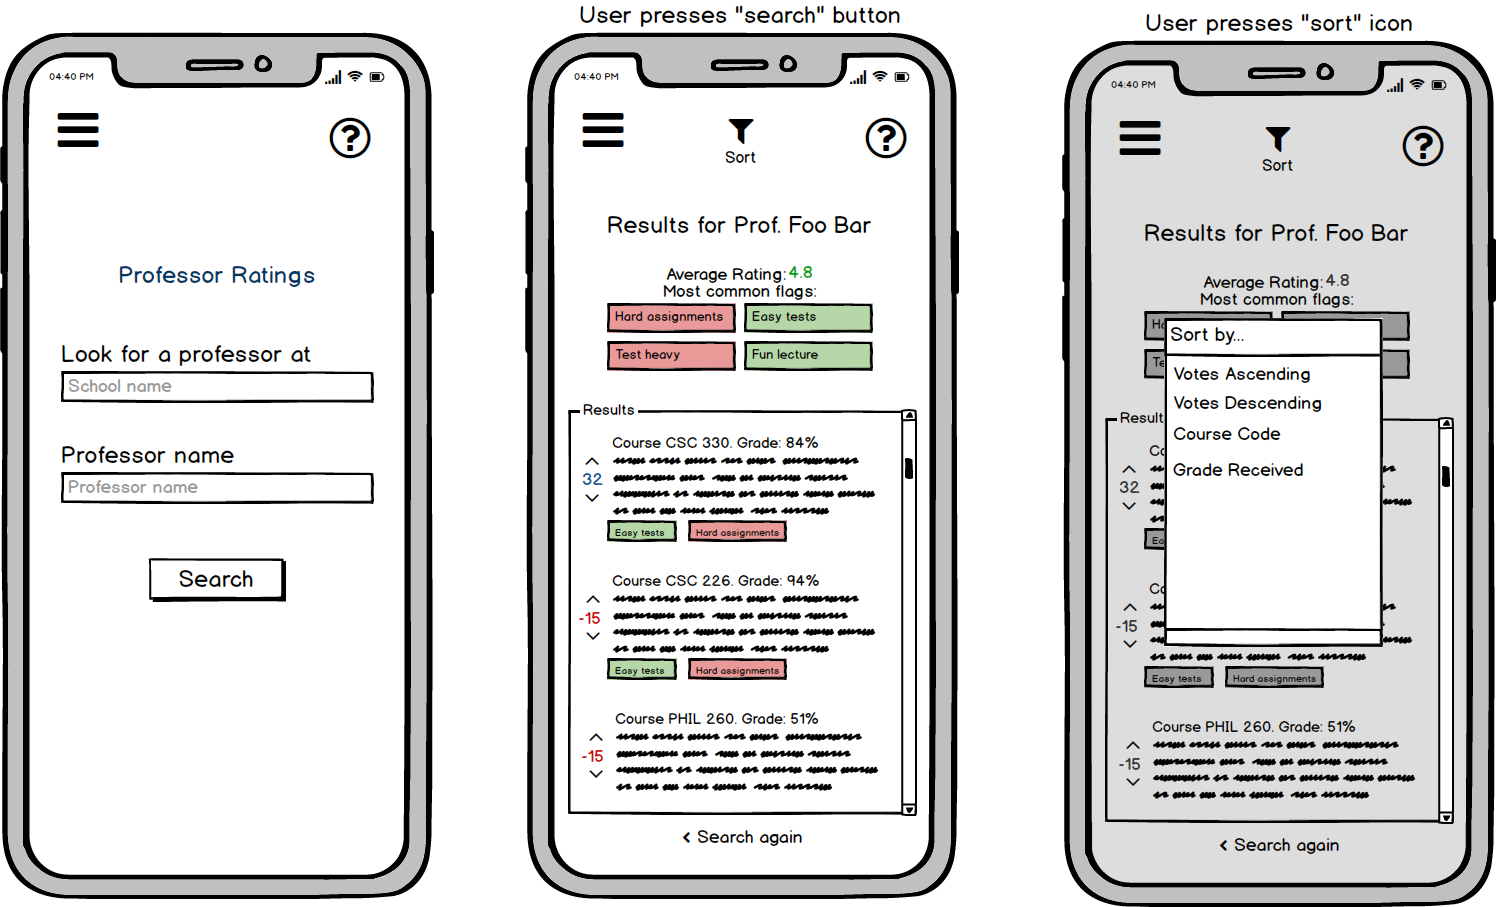 04:40 PM
?
Professor Ratings
Look for a professor at
School name
Professor name
Professor name
Search
User presses "search" button
04:40 PM
Sort
?
Results for Prof. Foo Bar
Average Rating: 4.8
Most common flags:
Hard assignments
Easy tests
Test heavy
Fun lecture
Results
Course CSC 330. Grade: 84%
32
Easy tests
Hard assignments
Course CSC 226. Grade: 94%
-15
Easy tests
Hard assignments
Course PHIL 260. Grade: 51%
-15
< Search again
User presses "sort" icon
04:40 PM
Sort
?
Results for Prof. Foo Bar
Average Rating: 4.8
Most common flags:
Sort by...
Votes Ascending
Votes Descending
Course Code
Grade Received
32
-15
Easy tests
Hard assignments
Course PHIL 260. Grade: 51%
-15
< Search again